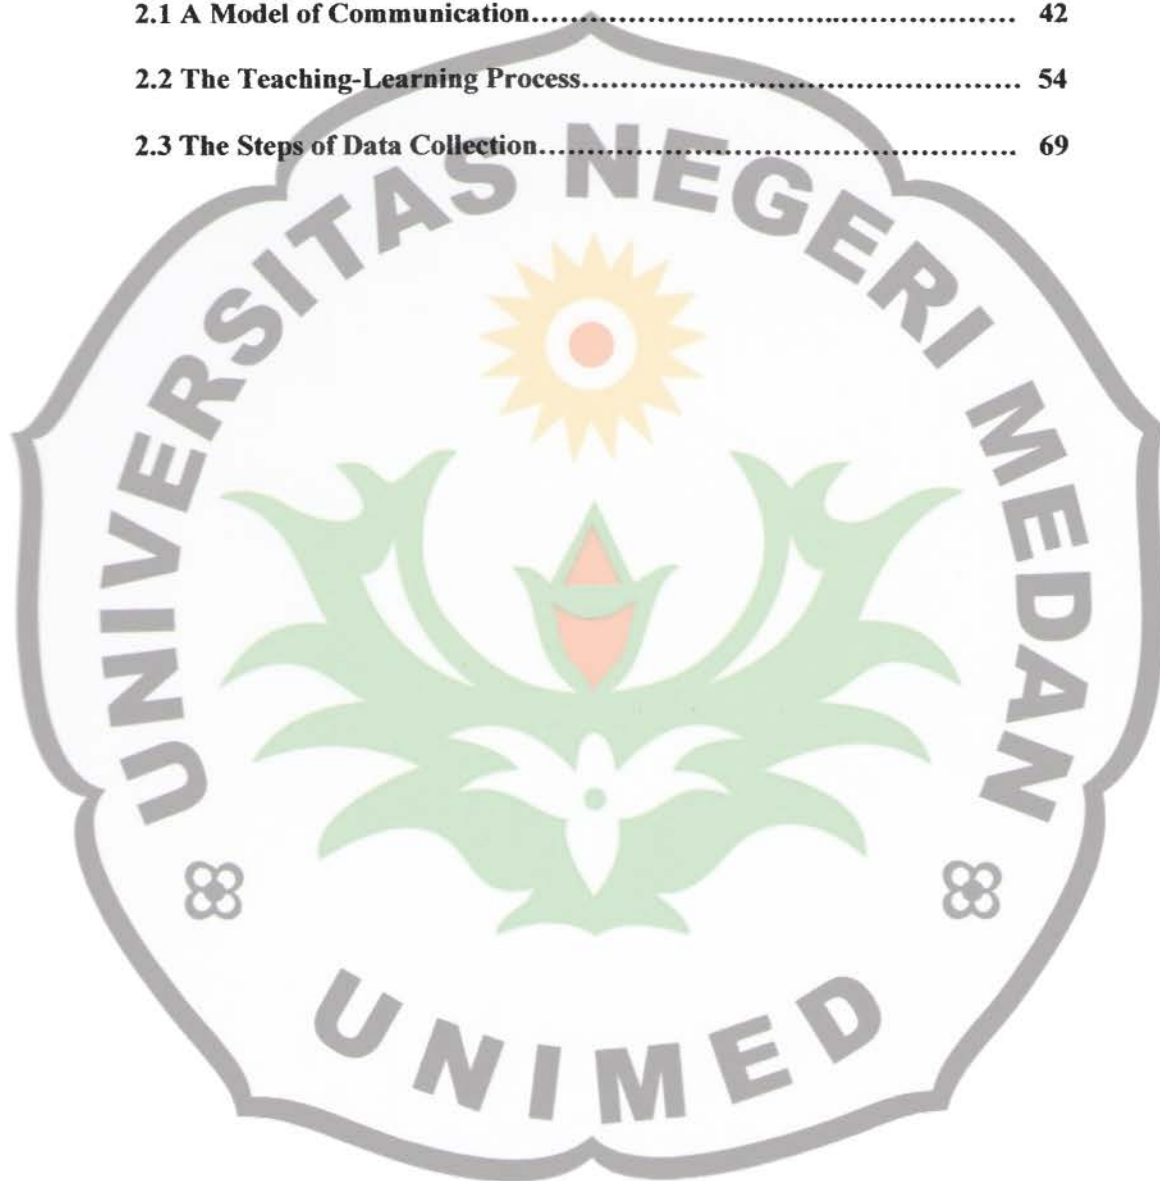 2.1 A Model of Communication............................................................ 42
2.2 The Teaching-Learning Process...................................................... 54
2.3 The Steps of Data Collection........................................................... 69
UNIVERSITAS NEGERI MEDAN
UNIMED